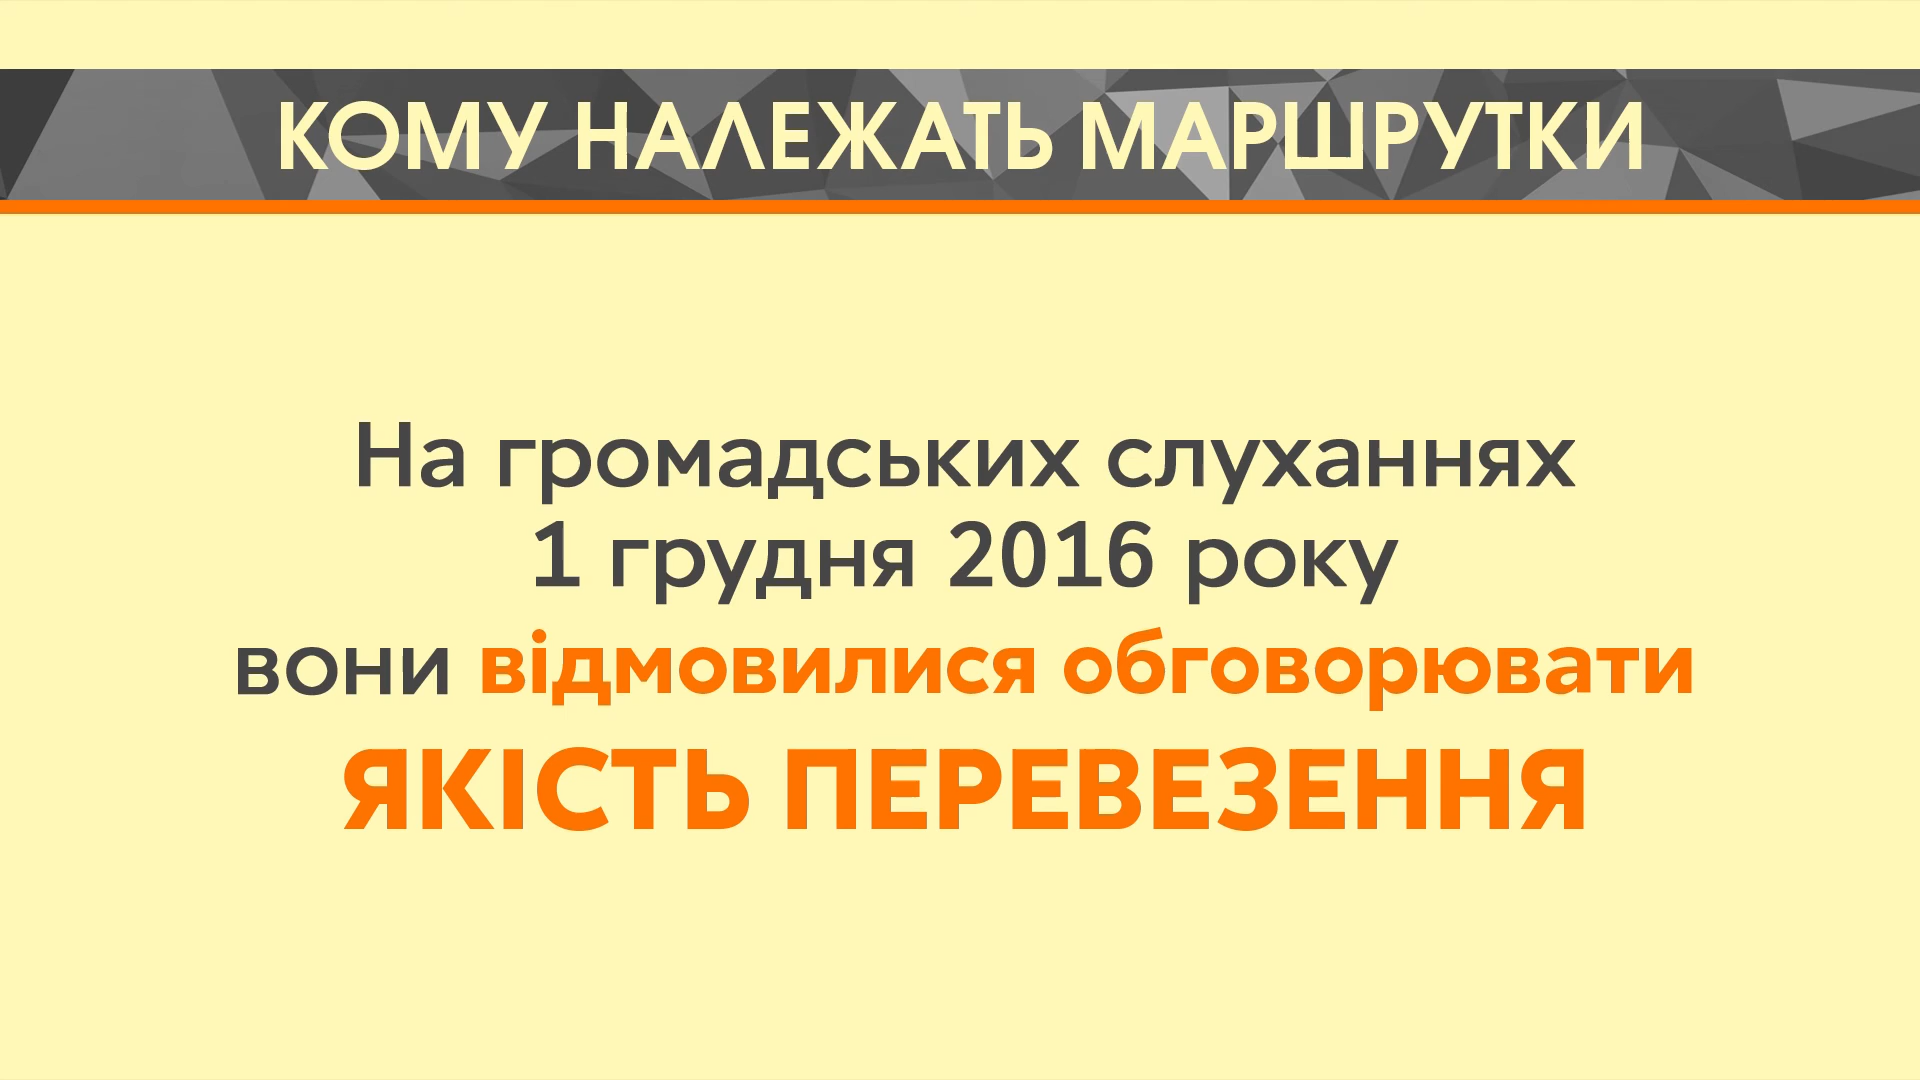 КОМУ НАЛЕЖАТЬ МАРШРУТКИ
На громадських слуханнях
1 грудня 2016 року
вони відмовилися обговорювати
ЯКІСТЬ ПЕРЕВЕЗЕННЯ